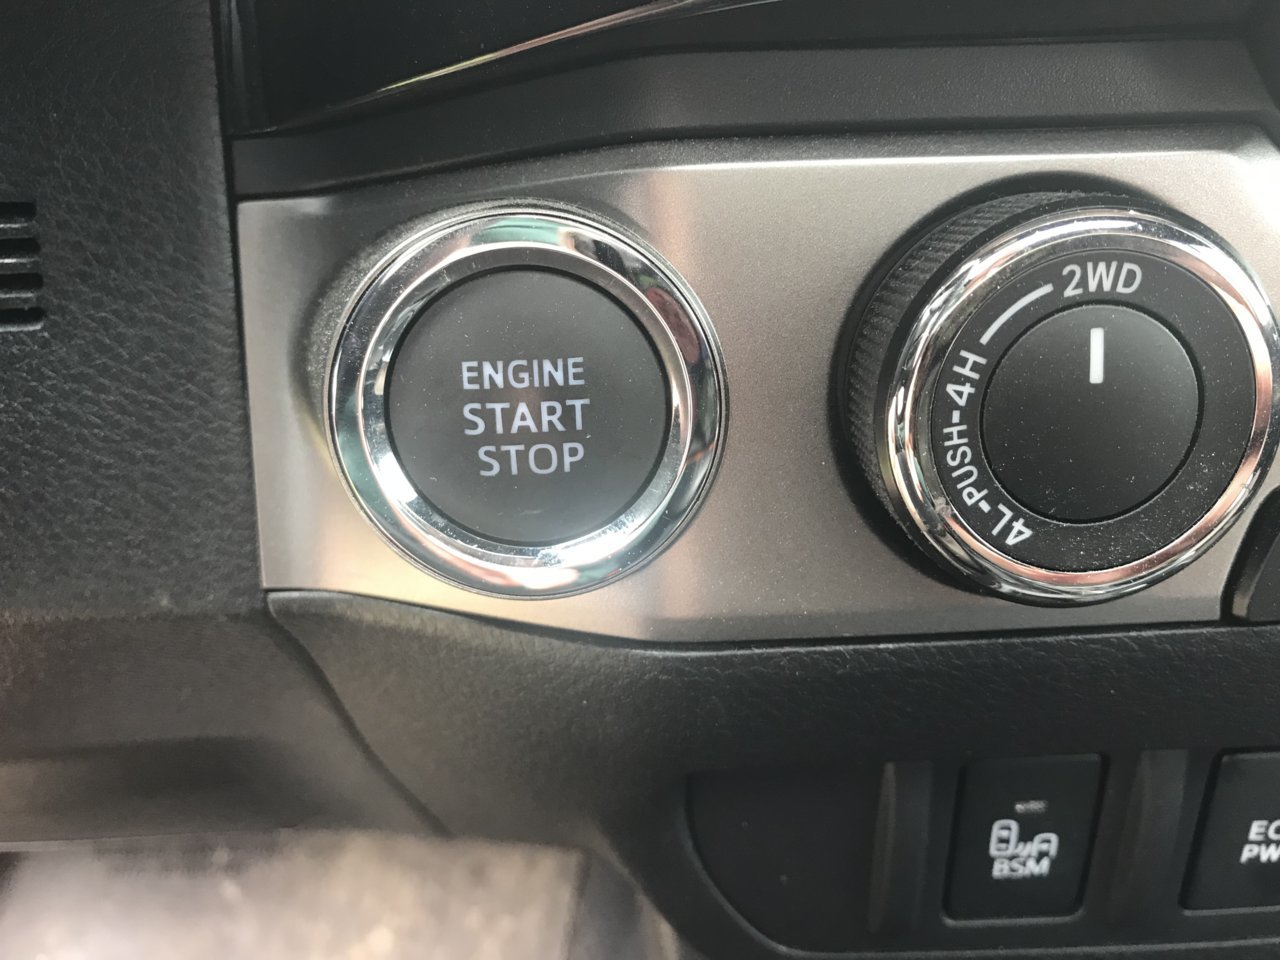 ENGINE
START
STOP
2WD
4L-PUSH-4H
BSM